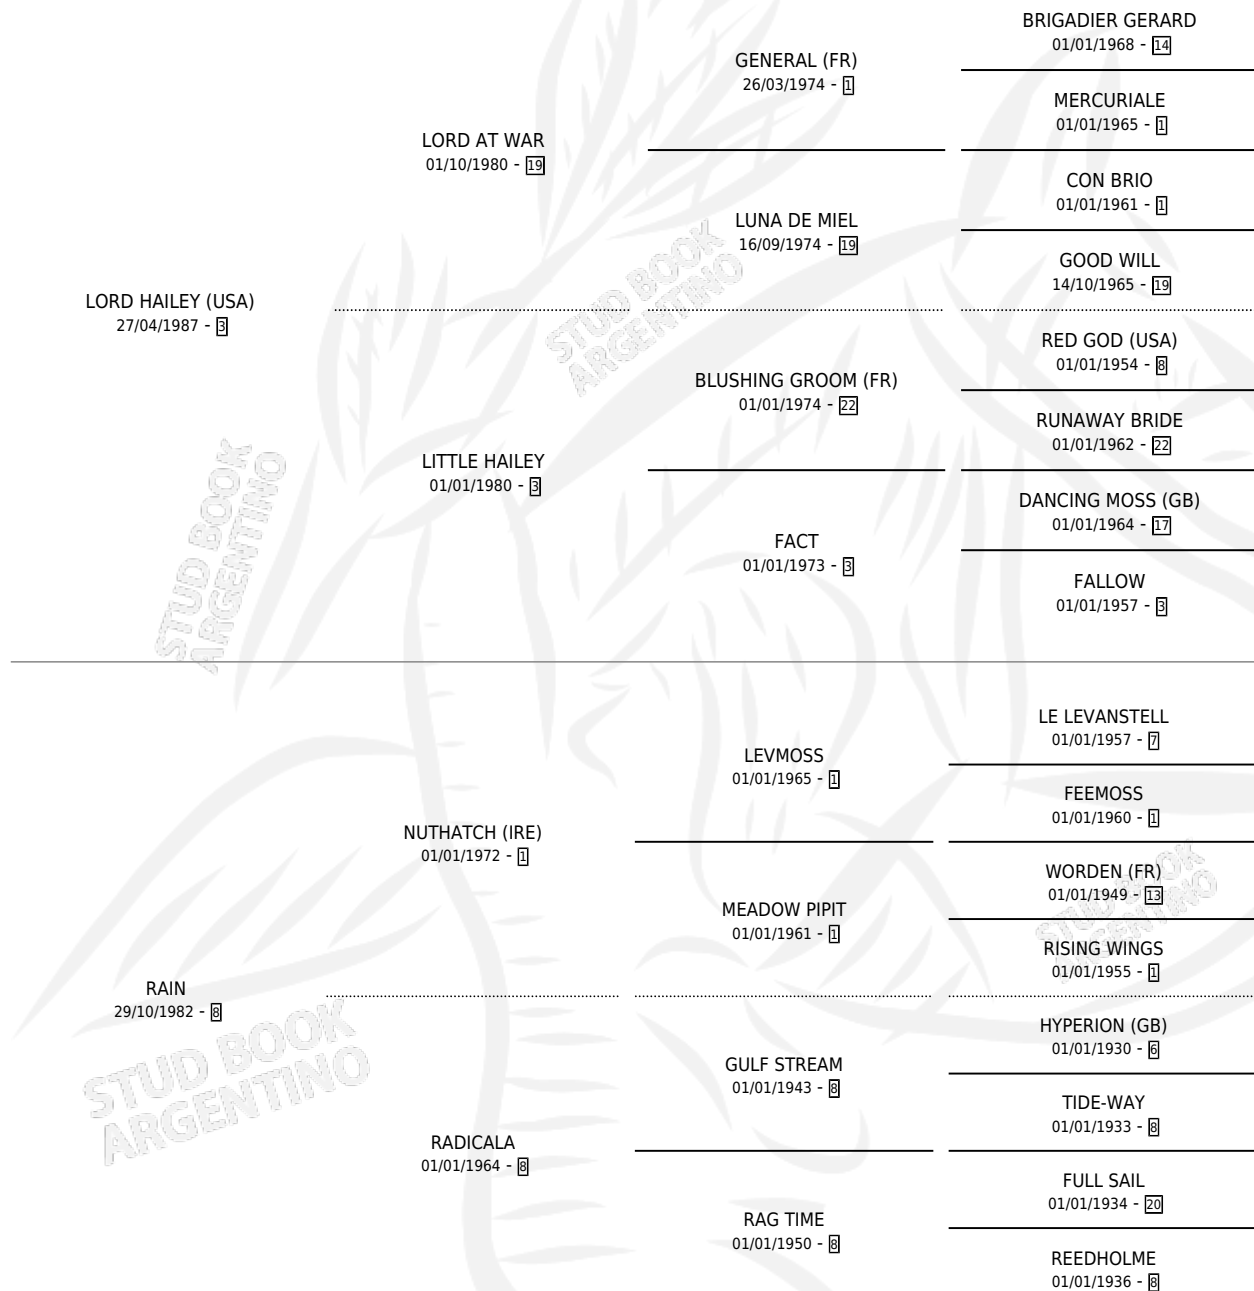 BRIGADIER GERARD
01/01/1968 - 14
GENERAL (FR)
26/03/1974 - 1
MERCURIALE
01/01/1965 - 1
LORD AT WAR
01/10/1980 - 19
CON BRIO
01/01/1961 - 1
LUNA DE MIEL
16/09/1974 - 19
GOOD WILL
14/10/1965 - 19
LORD HAILEY (USA)
27/04/1987 - 3
STUD BOOK
ARGENTINO
RED GOD (USA)
01/01/1954 - 8
BLUSHING GROOM (FR)
01/01/1974 - 22
RUNAWAY BRIDE
01/01/1962 - 22
LITTLE HAILEY
01/01/1980 - 3
DANCING MOSS (GB)
01/01/1964 - 17
FACT
01/01/1973 - 3
FALLOW
01/01/1957 - 3
STUD BOOK
ARGENTINO
LE LEVANSTELL
01/01/1957 - 7
LEVMOSS
01/01/1965 - 1
FEEMOSS
01/01/1960 - 1
NUTHATCH (IRE)
01/01/1972 - 1
WORDEN (FR)
01/01/1949 - 13
MEADOW PIPIT
01/01/1961 - 1
STUD BOOK
ARGENTINO
RISING WINGS
01/01/1955 - 1
RAIN
29/10/1982 - 8
HYPERION (GB)
01/01/1930 - 6
GULF STREAM
01/01/1943 - 8
TIDE-WAY
01/01/1933 - 8
STUD BOOK
ARGENTINO
RADICALA
01/01/1964 - 8
FULL SAIL
01/01/1934 - 20
RAG TIME
01/01/1950 - 8
REEDHOLME
01/01/1936 - 8